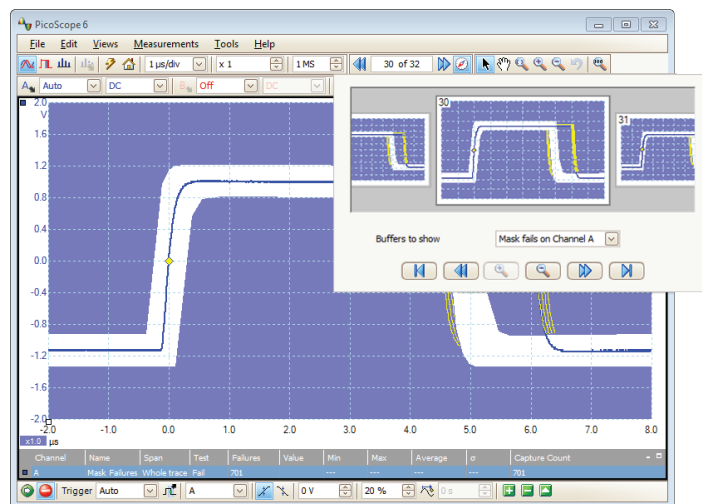 PicoScope 6
File Edit Views Measurements Tools Help
1 µs/div x 1 1 MS 30 of 32
A Auto DC B Off DC
2.0
V
1.6
1.2
0.8
0.4
0.0
-0.4
-0.8
-1.2
-1.6
-2.0
-2.0 -1.0 0.0 1.0 2.0 3.0 4.0 5.0 6.0 7.0 8.0
x1.0 µs
30
31
Buffers to show Mask fails on Channel A
Channel Name Span Test Failures Value Min Max Average σ Capture Count
A Mask Failures Whole trace Fail 701 --- --- --- --- 701
Trigger Auto A 0 V 20 % 0 s